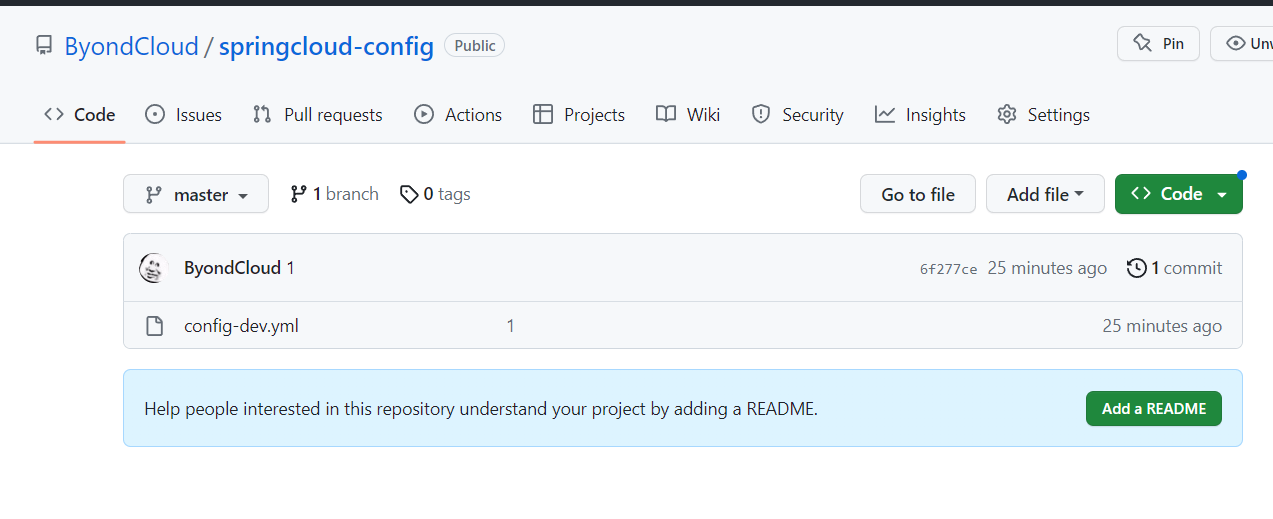 ByondCloud / springcloud-config Public Pin Unw
Code Issues Pull requests Actions Projects Wiki Security Insights Settings
master 1 branch 0 tags Go to file Add file Code
ByondCloud 1 6f277ce 25 minutes ago 1 commit
config-dev.yml 1 25 minutes ago
Help people interested in this repository understand your project by adding a README. Add a README